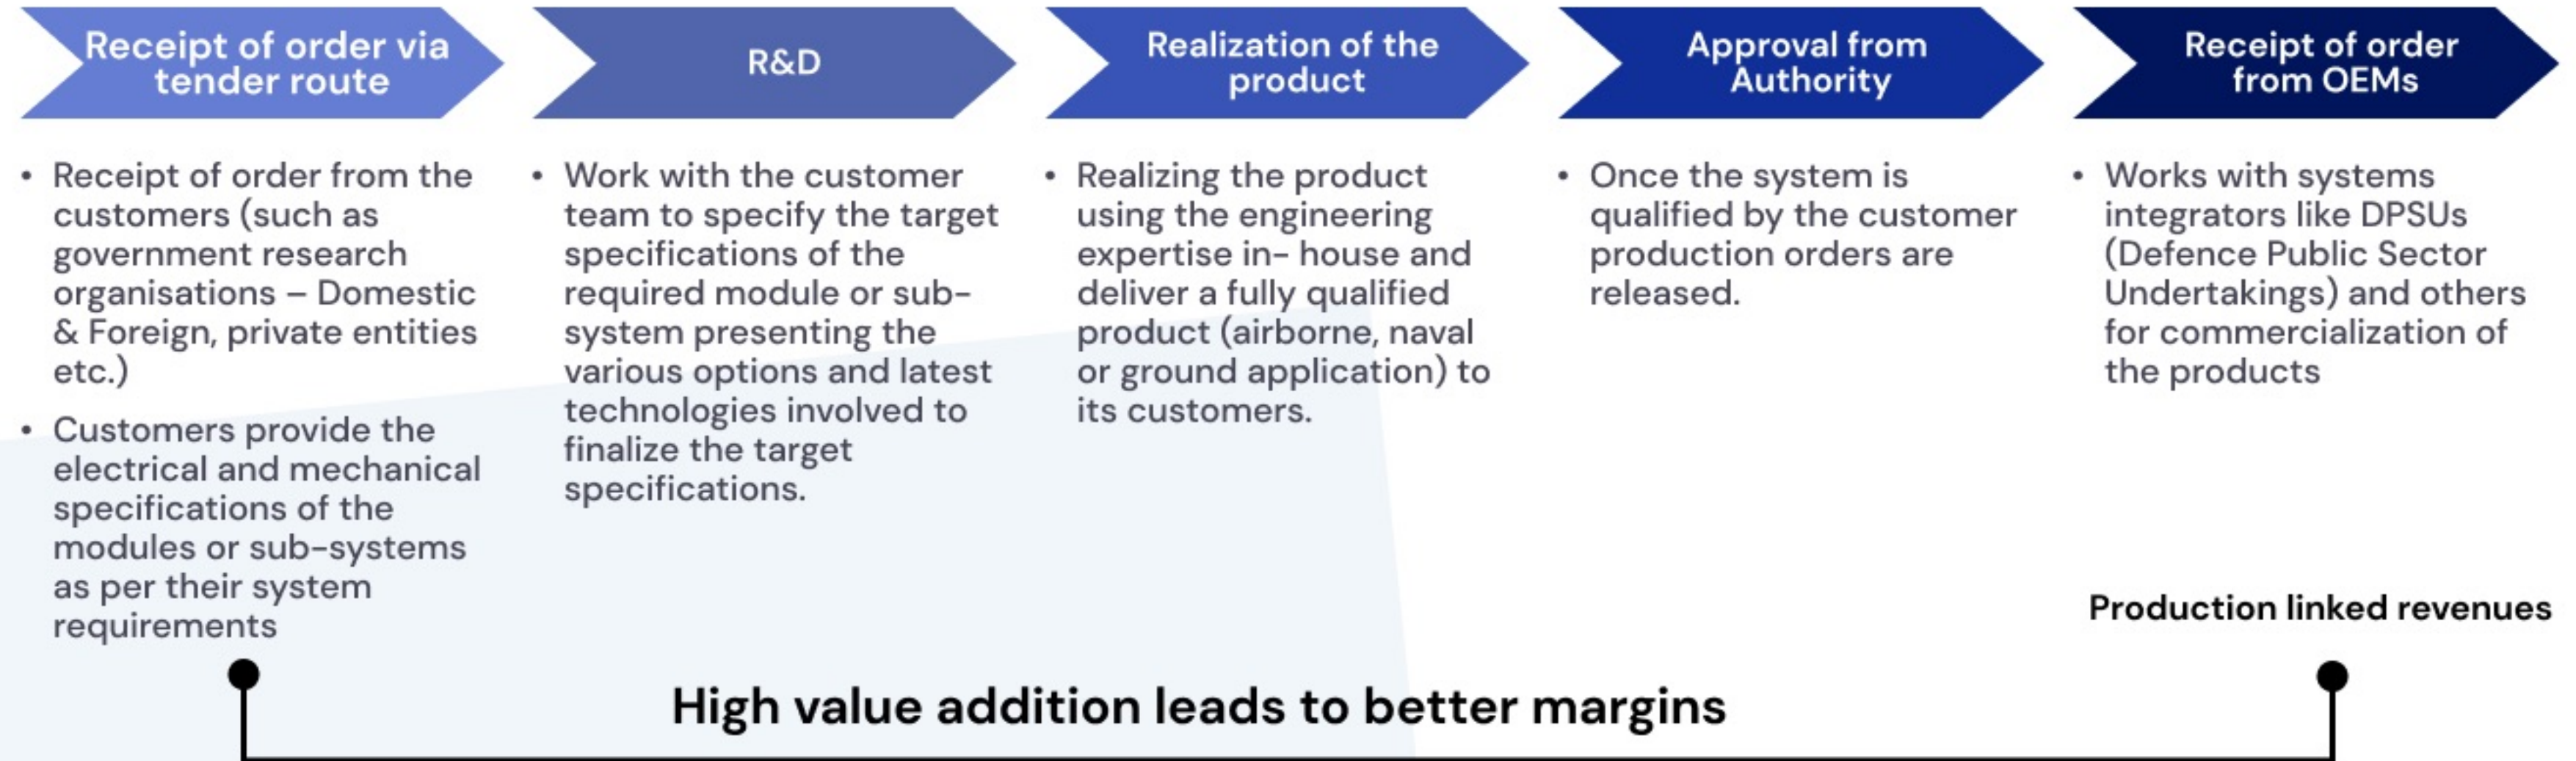 Receipt of order via
tender route
R&D
Realization of the
product
Approval from
Authority
Receipt of order
from OEMs
• Receipt of order from the
customers (such as
government research
organisations – Domestic
& Foreign, private entities
etc.)
• Customers provide the
electrical and mechanical
specifications of the
modules or sub-systems
as per their system
requirements
• Work with the customer
team to specify the target
specifications of the
required module or sub-
system presenting the
various options and latest
technologies involved to
finalize the target
specifications.
• Realizing the product
using the engineering
expertise in- house and
deliver a fully qualified
product (airborne, naval
or ground application) to
its customers.
• Once the system is
qualified by the customer
production orders are
released.
• Works with systems
integrators like DPSUs
(Defence Public Sector
Undertakings) and others
for commercialization of
the products
Production linked revenues
High value addition leads to better margins